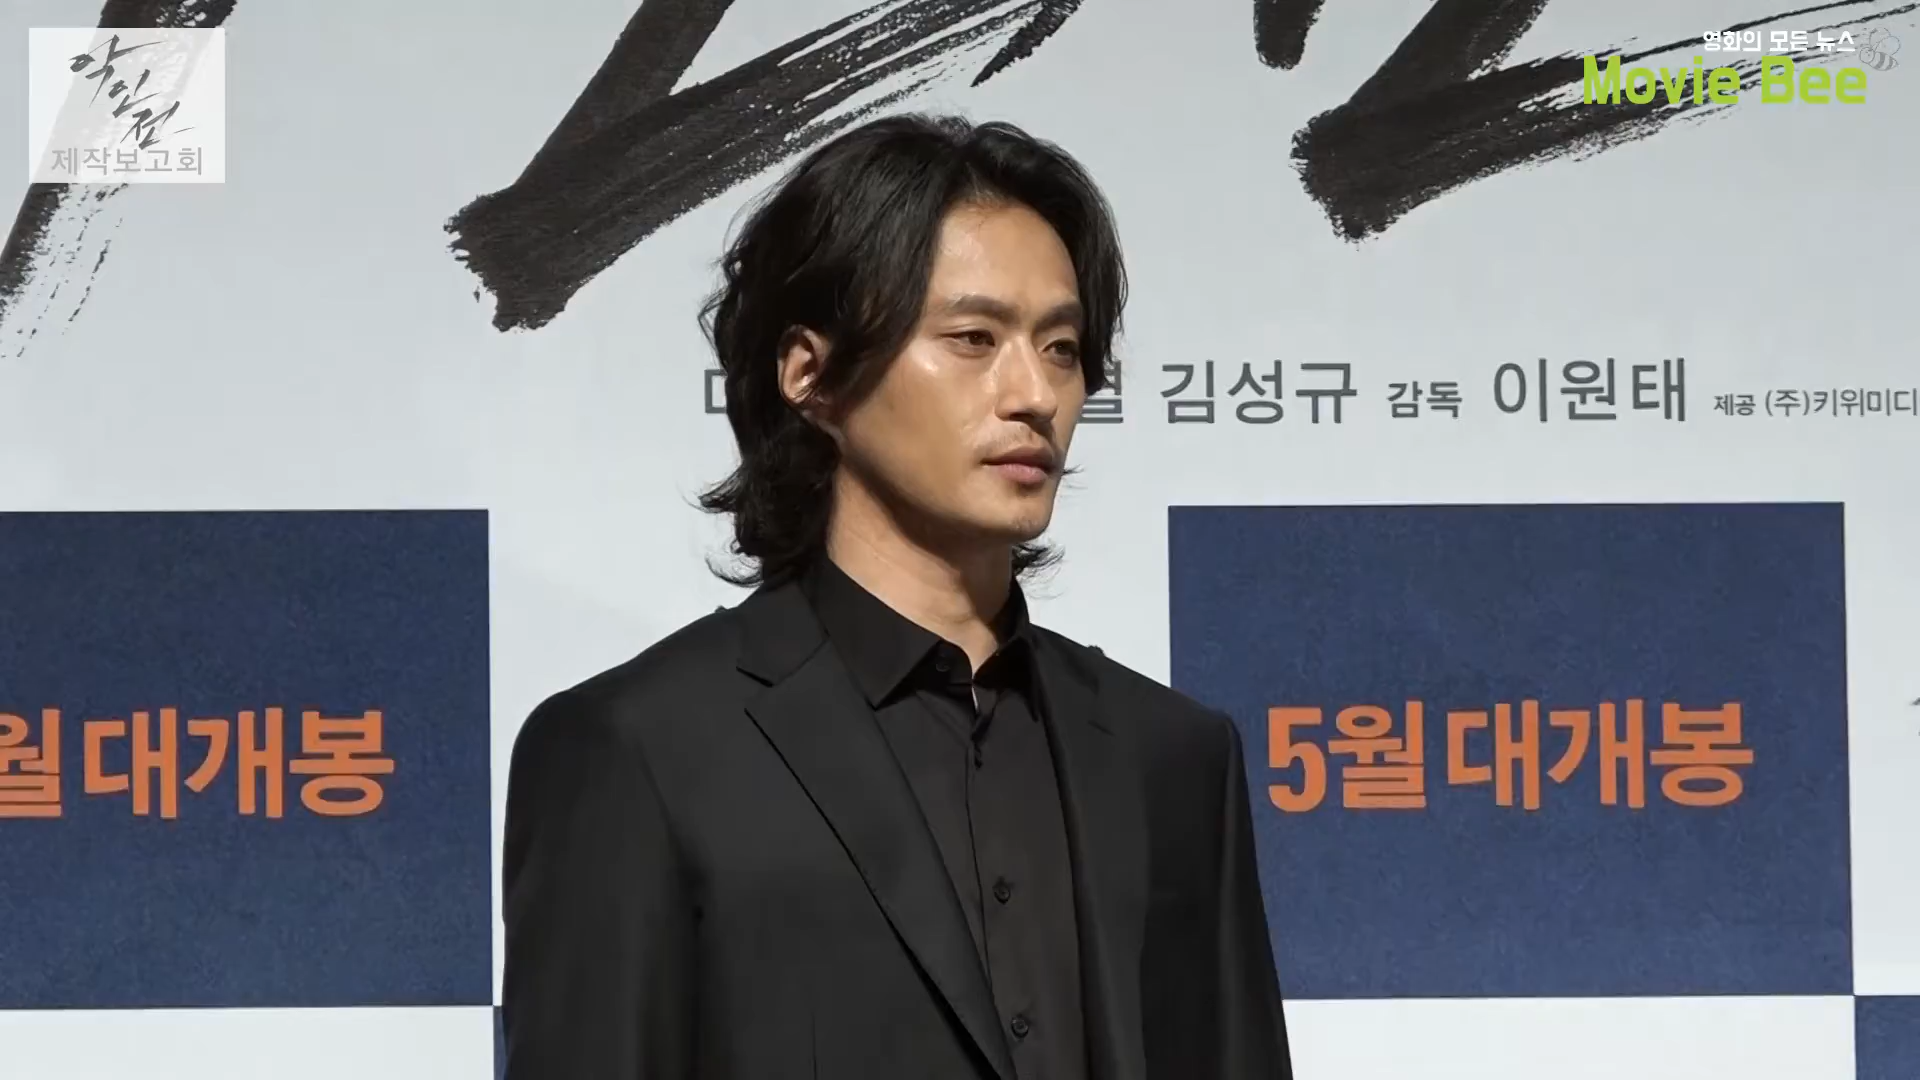 악인전
제작보고회
영화의 모든 뉴스
Movie Bee
김성규 감독 이원태 제공 (주)키위미디
월 대개봉
5월 대개봉